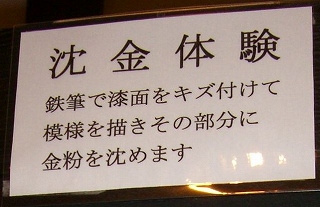 沈金体験
鉄筆で漆面をキズ付けて
模様を描きその部分に
金粉を沈めます